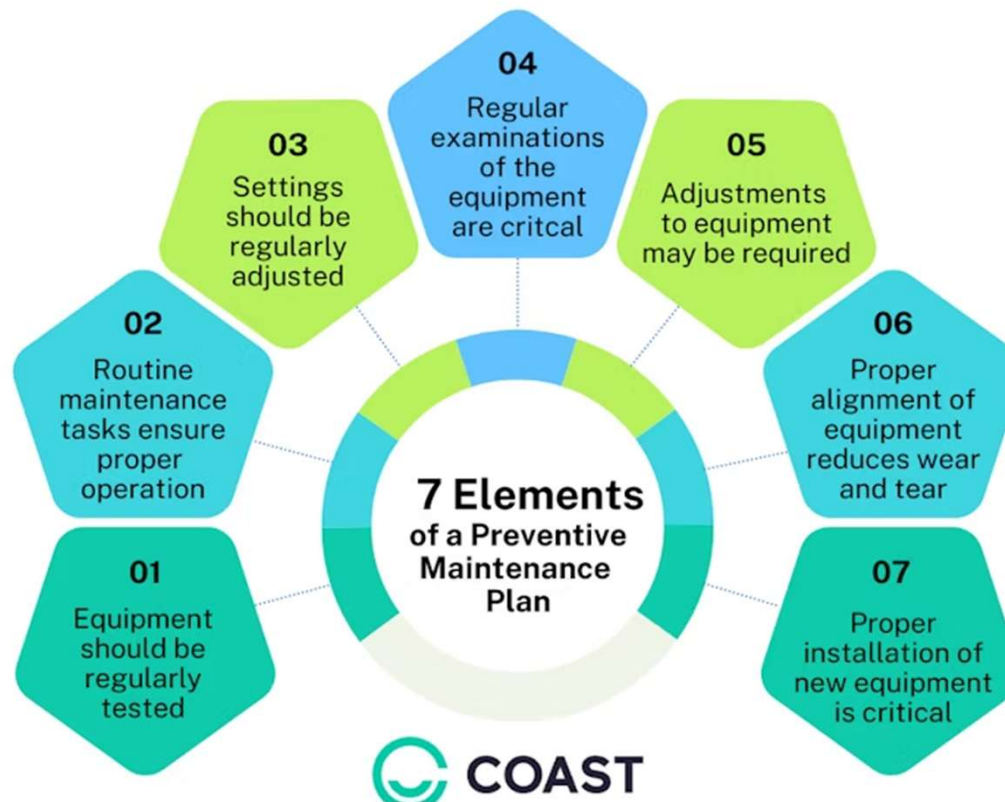 01
Equipment
should be
regularly
tested
02
Routine
maintenance
tasks ensure
proper
operation
03
Settings
should be
regularly
adjusted
04
Regular
examinations
of the
equipment
are critcal
05
Adjustments
to equipment
may be required
06
Proper
alignment of
equipment
reduces wear
and tear
07
Proper
installation of
new equipment
is critical
7 Elements
of a Preventive
Maintenance
Plan
COAST